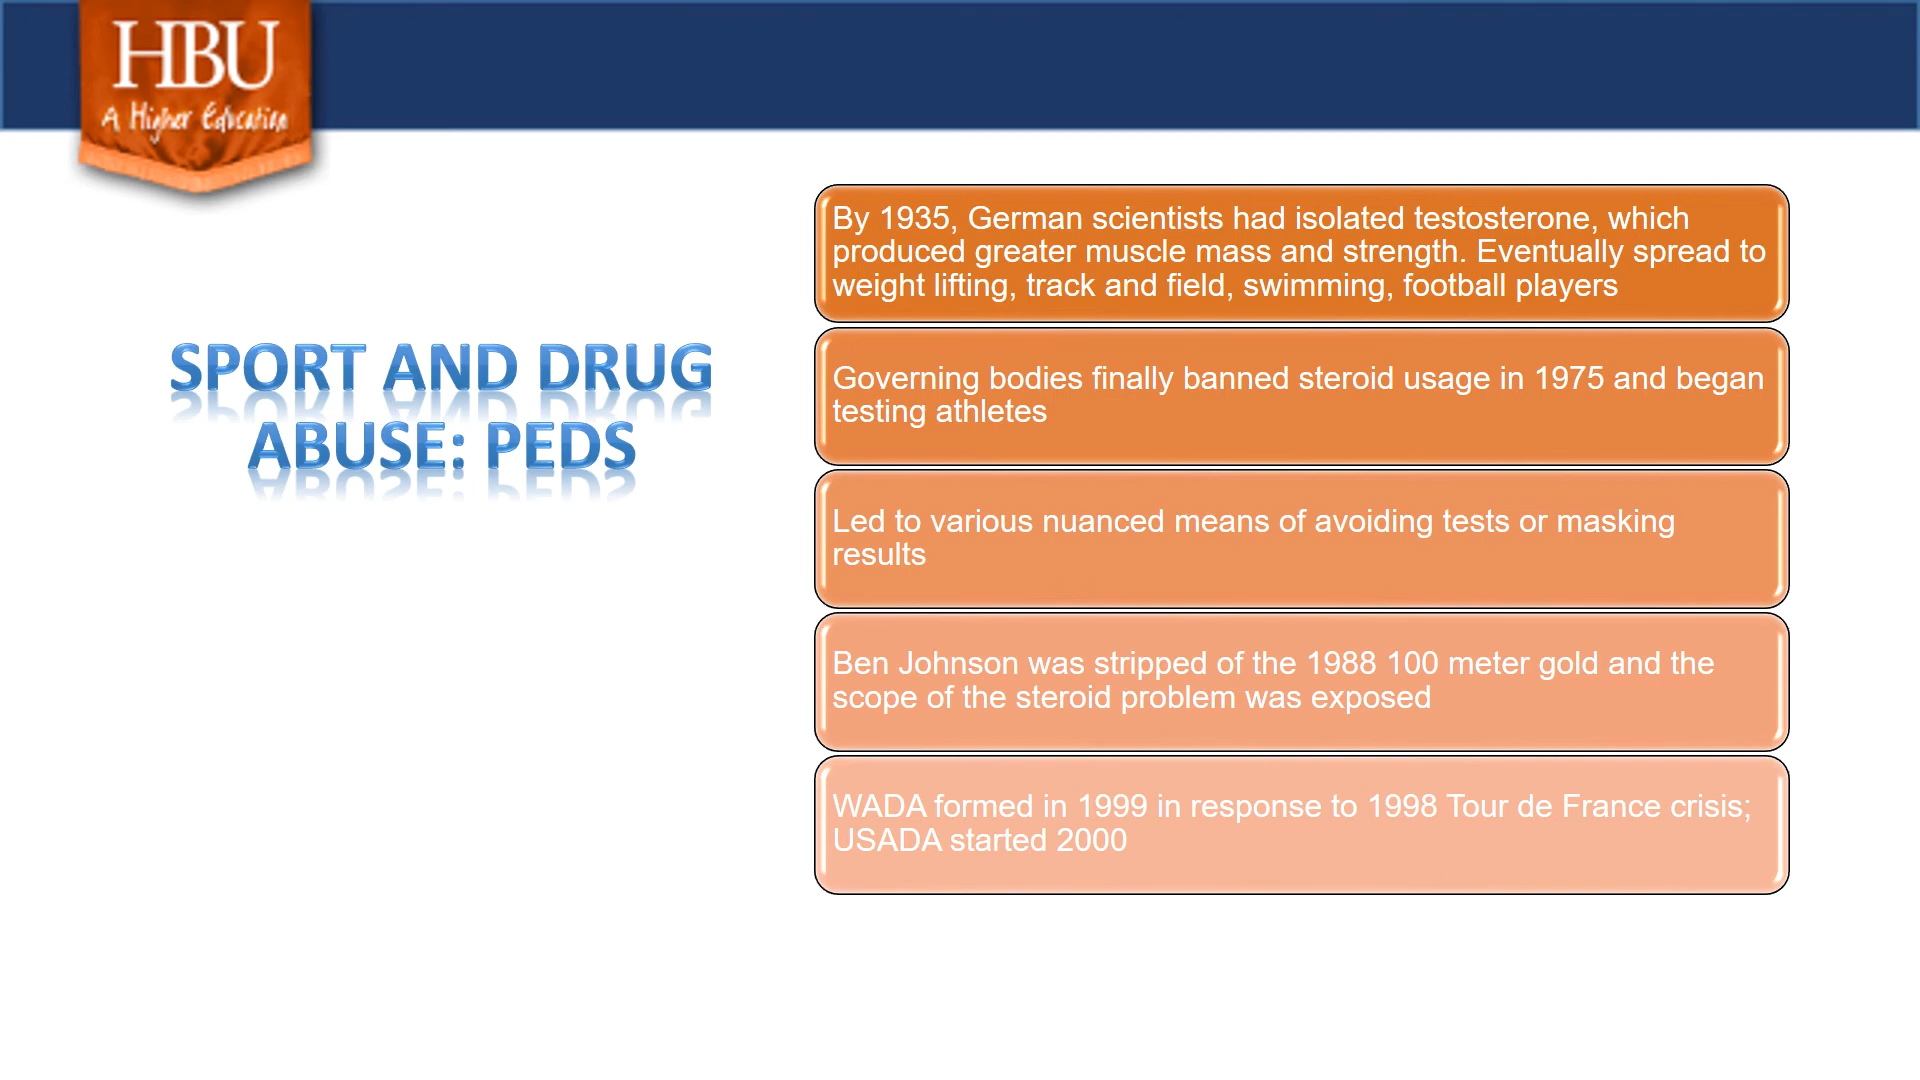 HBU
A Higher Education
SPORT AND DRUG
ABUSE: PEDS
By 1935, German scientists had isolated testosterone, which
produced greater muscle mass and strength. Eventually spread to
weight lifting, track and field, swimming, football players
Governing bodies finally banned steroid usage in 1975 and began
testing athletes
Led to various nuanced means of avoiding tests or masking
results
Ben Johnson was stripped of the 1988 100 meter gold and the
scope of the steroid problem was exposed
WADA formed in 1999 in response to 1998 Tour de France crisis;
USADA started 2000